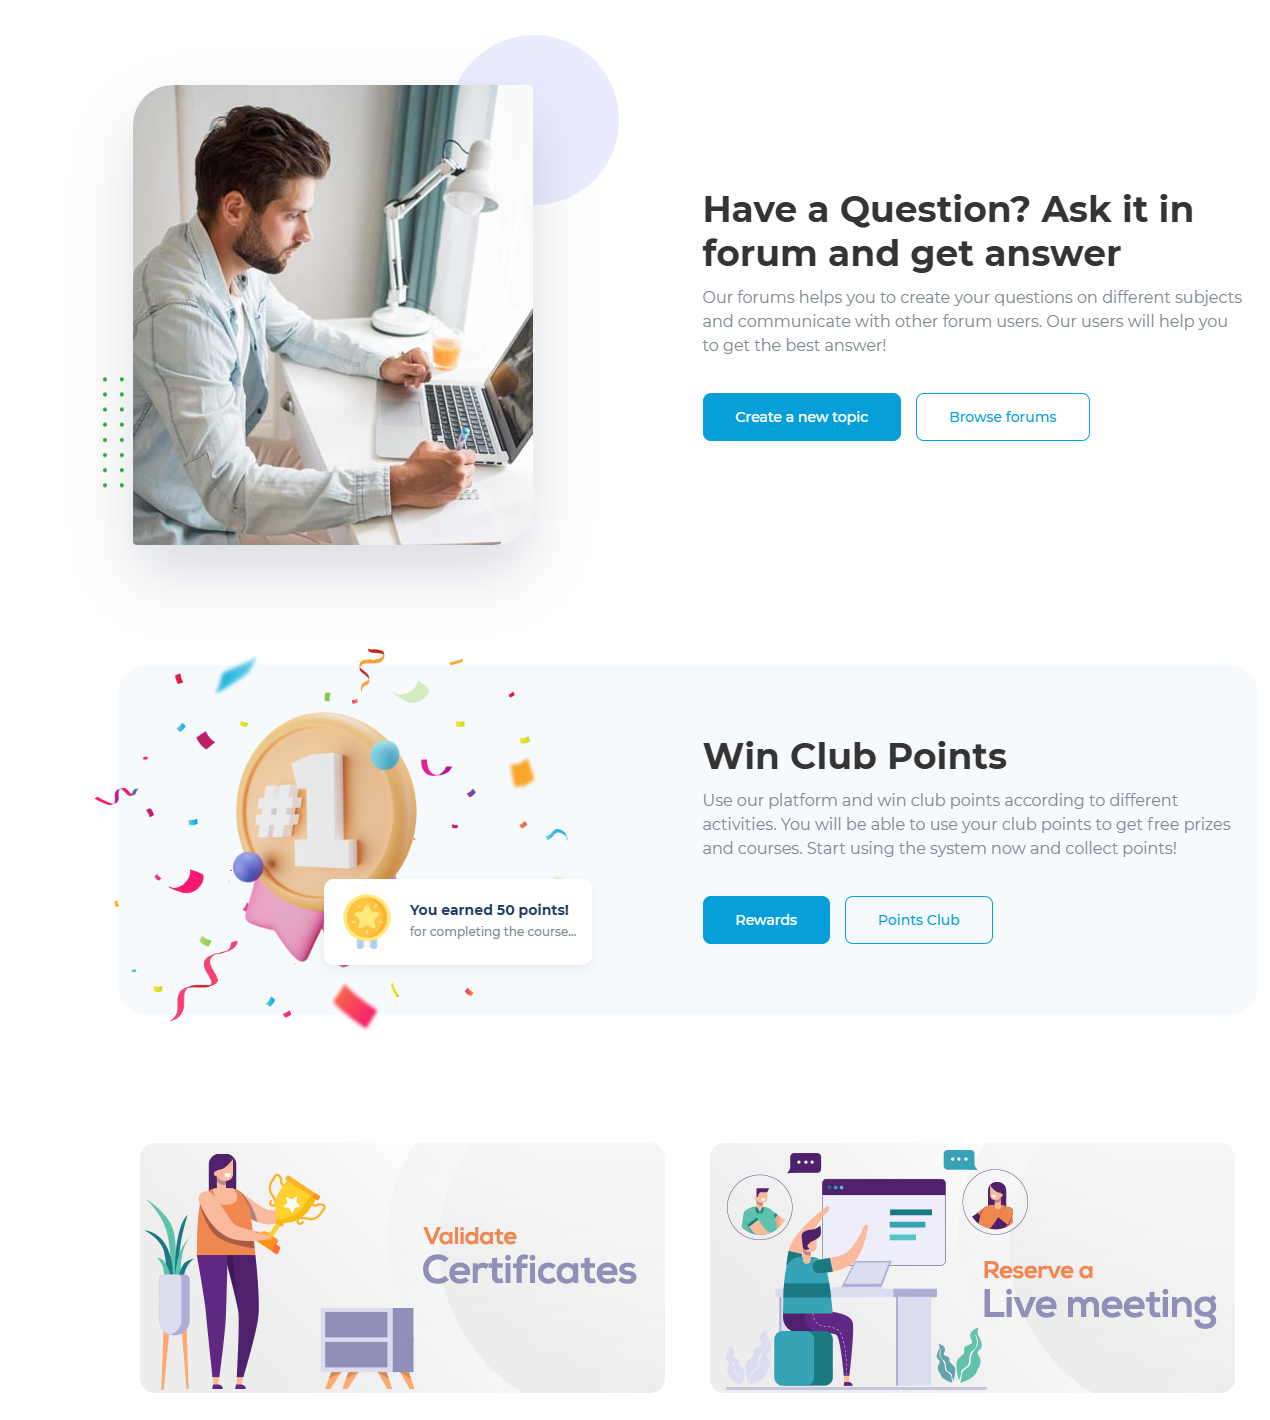 Have a Question? Ask it in
forum and get answer
Our forums helps you to create your questions on different subjects
and communicate with other forum users. Our users will help you
to get the best answer!
Create a new topic
Browse forums
#1
Win Club Points
Use our platform and win club points according to different
activities. You will be able to use your club points to get free prizes
and courses. Start using the system now and collect points!
You earned 50 points!
for completing the course...
Rewards
Points Club
Validate
Certificates
Reserve a
Live meeting